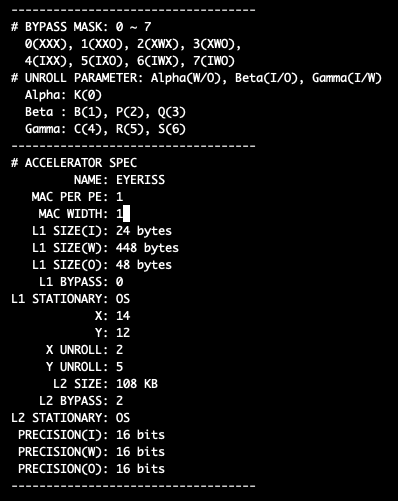 -----------------------------------
# BYPASS MASK: 0 ~ 7
0(XXX), 1(XXO), 2(XWX), 3(XWO),
4(IXX), 5(IXO), 6(IWX), 7(IWO)
# UNROLL PARAMETER: Alpha(W/O), Beta(I/O), Gamma(I/W)
Alpha: K(0)
Beta : B(1), P(2), Q(3)
Gamma: C(4), R(5), S(6)
-----------------------------------
# ACCELERATOR SPEC
NAME: EYERISS
MAC PER PE: 1
MAC WIDTH: 1
L1 SIZE(I): 24 bytes
L1 SIZE(W): 448 bytes
L1 SIZE(O): 48 bytes
L1 BYPASS: 0
L1 STATIONARY: OS
X: 14
Y: 12
X UNROLL: 2
Y UNROLL: 5
L2 SIZE: 108 KB
L2 BYPASS: 2
L2 STATIONARY: OS
PRECISION(I): 16 bits
PRECISION(W): 16 bits
PRECISION(O): 16 bits
-----------------------------------